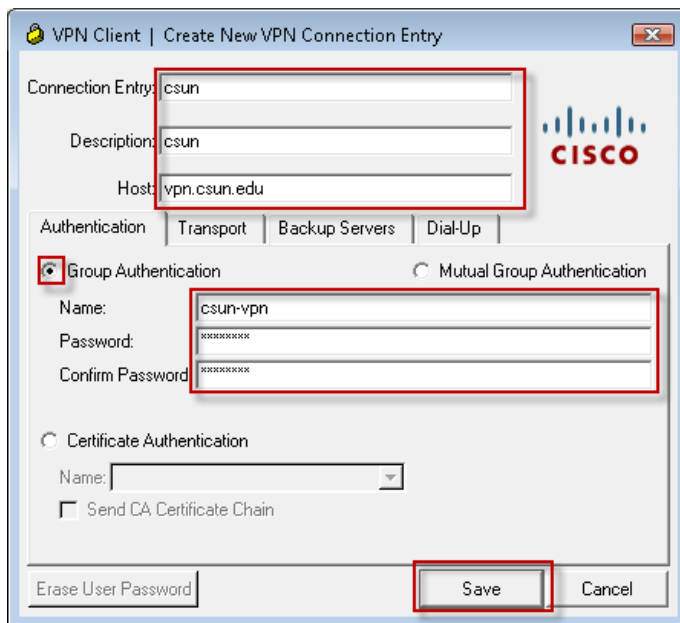 VPN Client | Create New VPN Connection Entry
Connection Entry: csun
Description: csun
CISCO
Host: vpn.csun.edu
Authentication Transport Backup Servers Dial-Up
Group Authentication Mutual Group Authentication
Name: csun-vpn
Password: ********
Confirm Password ********
Certificate Authentication
Name:
Send CA Certificate Chain
Erase User Password Save Cancel